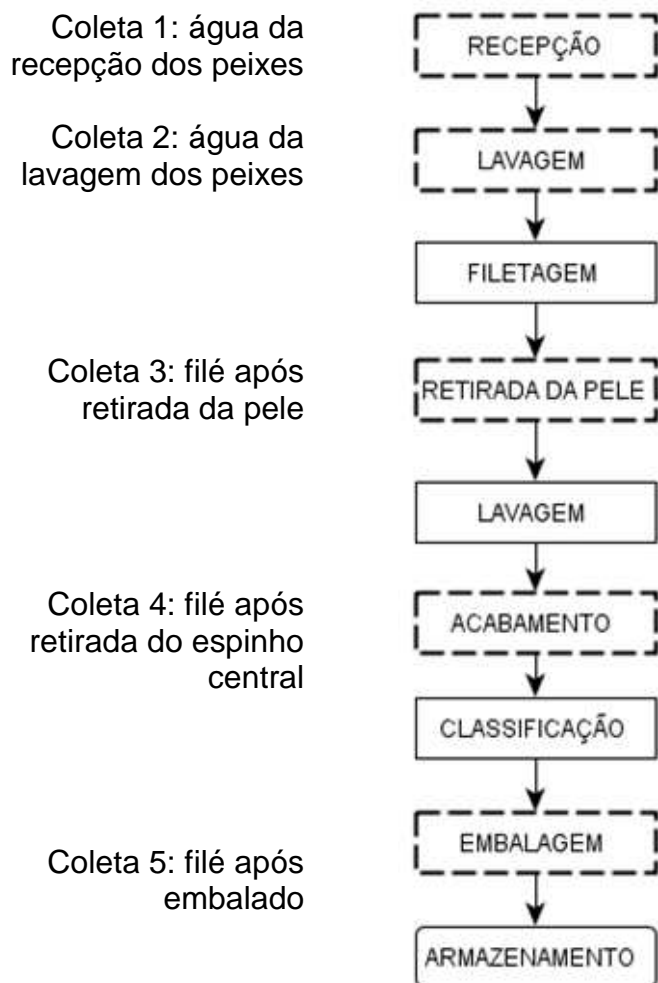 Coleta 1: água da
recepção dos peixes
RECEPÇÃO
Coleta 2: água da
lavagem dos peixes
LAVAGEM
FILETAGEM
Coleta 3: filé após
retirada da pele
RETIRADA DA PELE
LAVAGEM
Coleta 4: filé após
retirada do espinho
central
ACABAMENTO
CLASSIFICAÇÃO
Coleta 5: filé após
embalado
EMBALAGEM
ARMAZENAMENTO